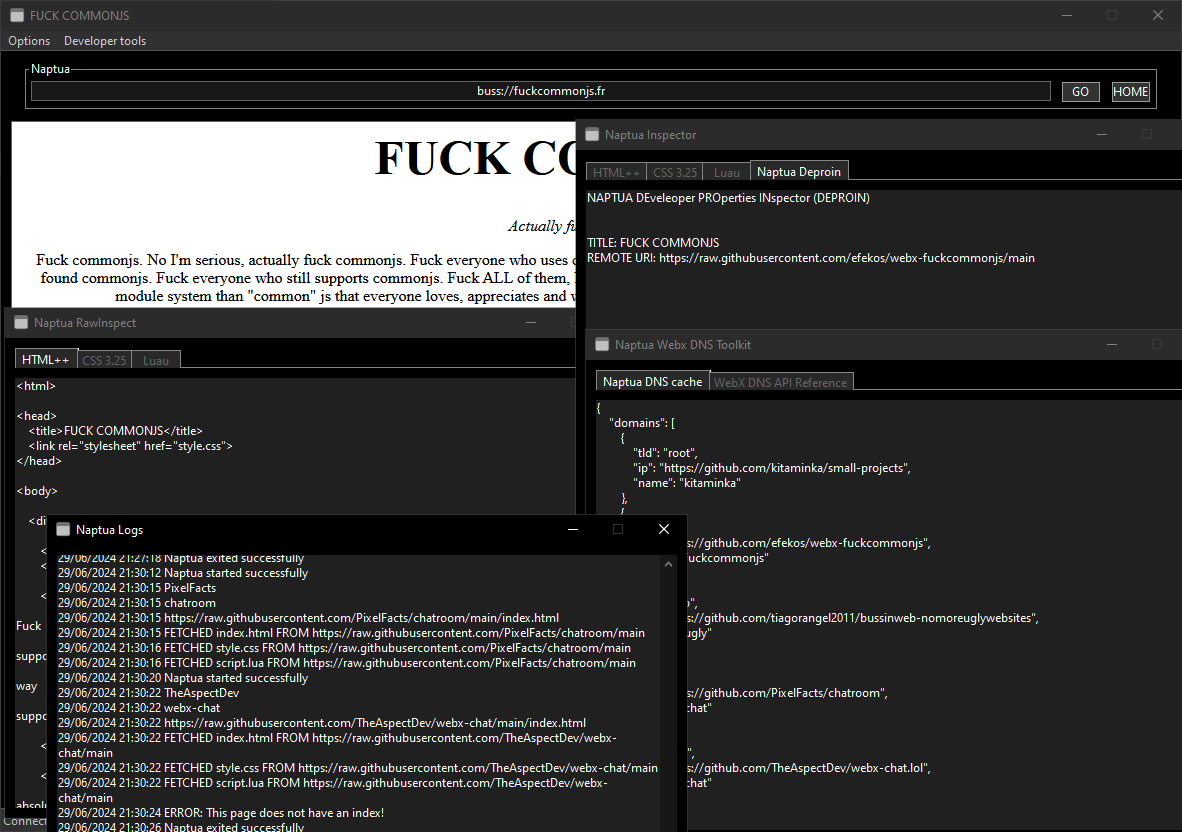 FUCK COMMONJS
Options Developer tools
Naptua
buss://fuckcommonjs.fr
GO
HOME
FUCK CO
Actually fu
Fuck commonjs. No I'm serious, actually fuck commonjs. Fuck everyone who uses
found commonjs. Fuck everyone who still supports commonjs. Fuck ALL of them,
module system than "common" js that everyone loves, appreciates and
Naptua Inspector
HTML++ CSS 3.25 Luau Naptua Deproin
NAPTUA DEveleoper PROperties INspector (DEPROIN)
TITLE: FUCK COMMONJS
REMOTE URI: https://raw.githubusercontent.com/efekos/webx-fuckcommonjs/main
Naptua RawInspect
HTML++ CSS 3.25 Luau
<html>
<head>
<title>FUCK COMMONJS</title>
<link rel="stylesheet" href="style.css">
</head>
<body>
<di
<
<
<
Fuck
suppo
way
suppo
<
<
absol
Connect
Naptua Webx DNS Toolkit
Naptua DNS cache WebX DNS API Reference
{
"domains": [
{
"tld": "root",
"ip": "https://github.com/kitaminka/small-projects",
"name": "kitaminka"
},
{
s://github.com/efekos/webx-fuckcommonjs",
fuckcommonjs"
",
s://github.com/tiagorangel2011/bussinweb-nomoreuglywebsites",
ugly"
s://github.com/PixelFacts/chatroom",
chat"
",
s://github.com/TheAspectDev/webx-chat.lol",
chat"
Naptua Logs
29/06/2024 21:27:18 Naptua exited successfully
29/06/2024 21:30:12 Naptua started successfully
29/06/2024 21:30:15 PixelFacts
29/06/2024 21:30:15 chatroom
29/06/2024 21:30:15 https://raw.githubusercontent.com/PixelFacts/chatroom/main/index.html
29/06/2024 21:30:15 FETCHED index.html FROM https://raw.githubusercontent.com/PixelFacts/chatroom/main
29/06/2024 21:30:16 FETCHED style.css FROM https://raw.githubusercontent.com/PixelFacts/chatroom/main
29/06/2024 21:30:16 FETCHED script.lua FROM https://raw.githubusercontent.com/PixelFacts/chatroom/main
29/06/2024 21:30:20 Naptua started successfully
29/06/2024 21:30:22 TheAspectDev
29/06/2024 21:30:22 webx-chat
29/06/2024 21:30:22 https://raw.githubusercontent.com/TheAspectDev/webx-chat/main/index.html
29/06/2024 21:30:22 FETCHED index.html FROM https://raw.githubusercontent.com/TheAspectDev/webx-
chat/main
29/06/2024 21:30:22 FETCHED style.css FROM https://raw.githubusercontent.com/TheAspectDev/webx-chat/main
29/06/2024 21:30:22 FETCHED script.lua FROM https://raw.githubusercontent.com/TheAspectDev/webx-
chat/main
29/06/2024 21:30:24 ERROR: This page does not have an index!
29/06/2024 21:30:26 Naptua exited successfully